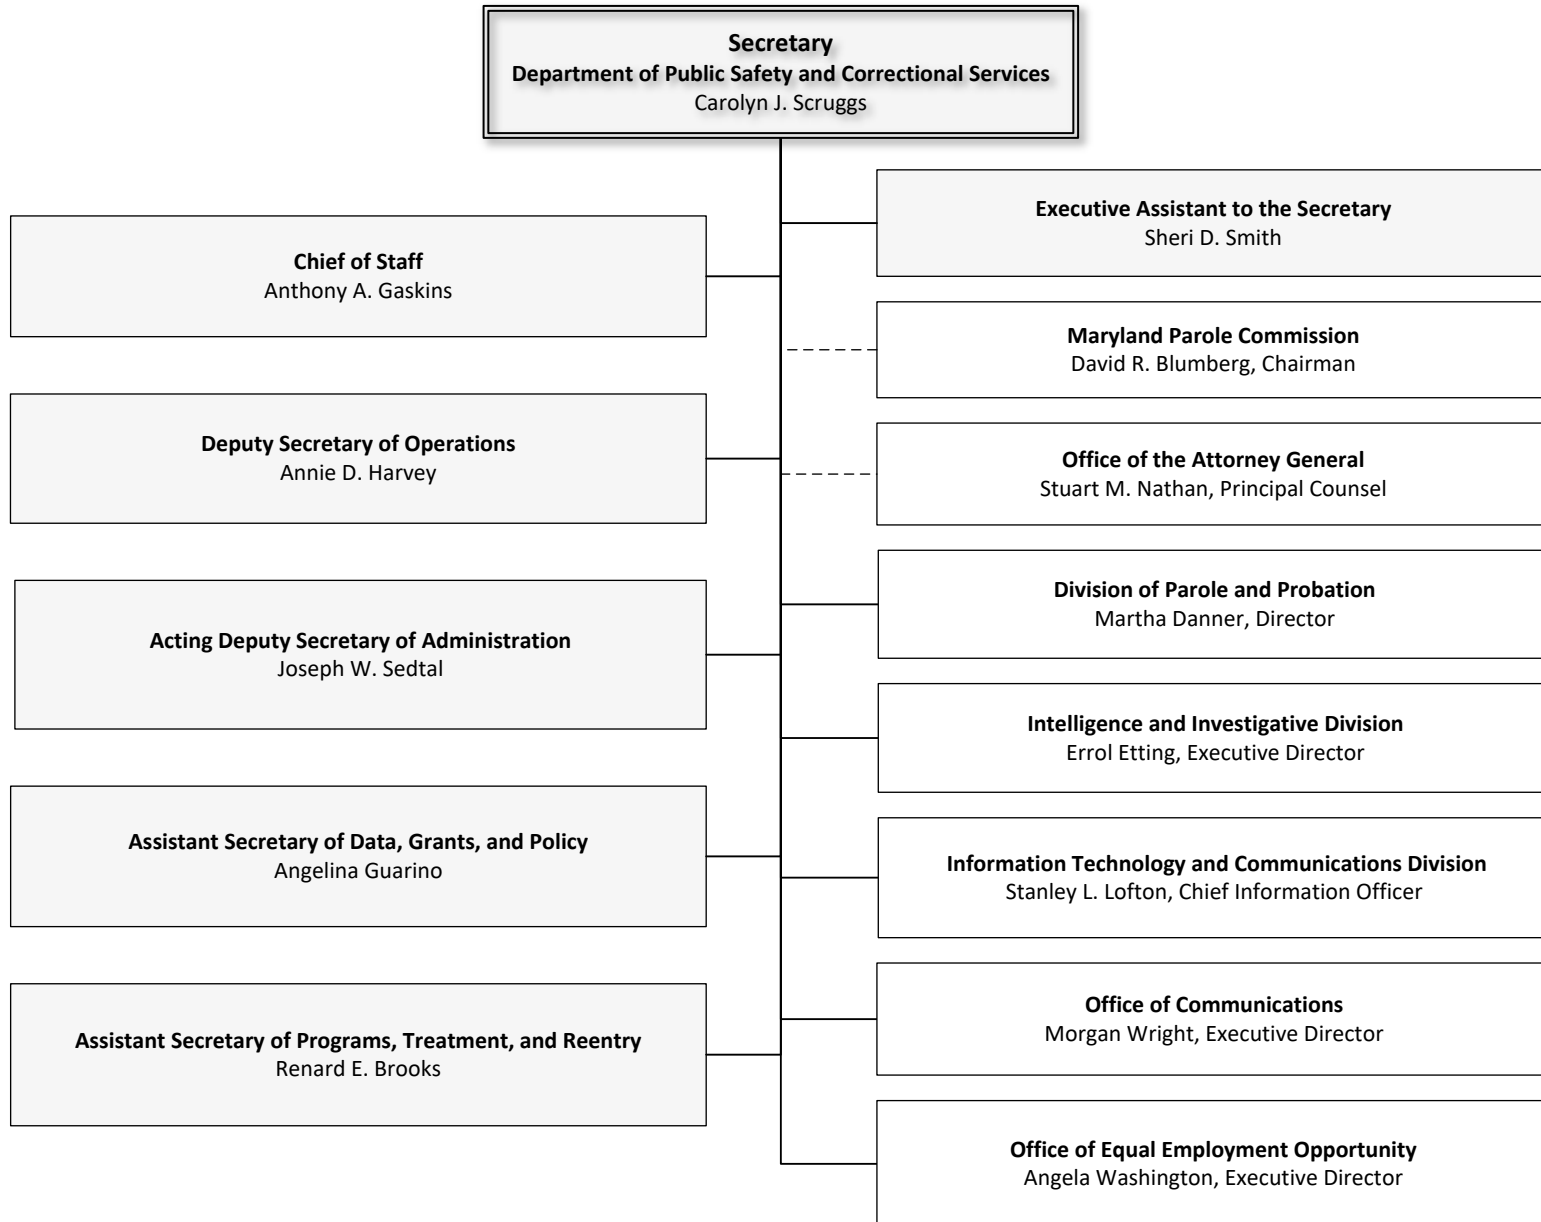 Secretary
Department of Public Safety and Correctional Services
Carolyn J. Scruggs
Chief of Staff
Anthony A. Gaskins
Deputy Secretary of Operations
Annie D. Harvey
Acting Deputy Secretary of Administration
Joseph W. Sedtal
Assistant Secretary of Data, Grants, and Policy
Angelina Guarino
Assistant Secretary of Programs, Treatment, and Reentry
Renard E. Brooks
Executive Assistant to the Secretary
Sheri D. Smith
Maryland Parole Commission
David R. Blumberg, Chairman
Office of the Attorney General
Stuart M. Nathan, Principal Counsel
Division of Parole and Probation
Martha Danner, Director
Intelligence and Investigative Division
Errol Etting, Executive Director
Information Technology and Communications Division
Stanley L. Lofton, Chief Information Officer
Office of Communications
Morgan Wright, Executive Director
Office of Equal Employment Opportunity
Angela Washington, Executive Director